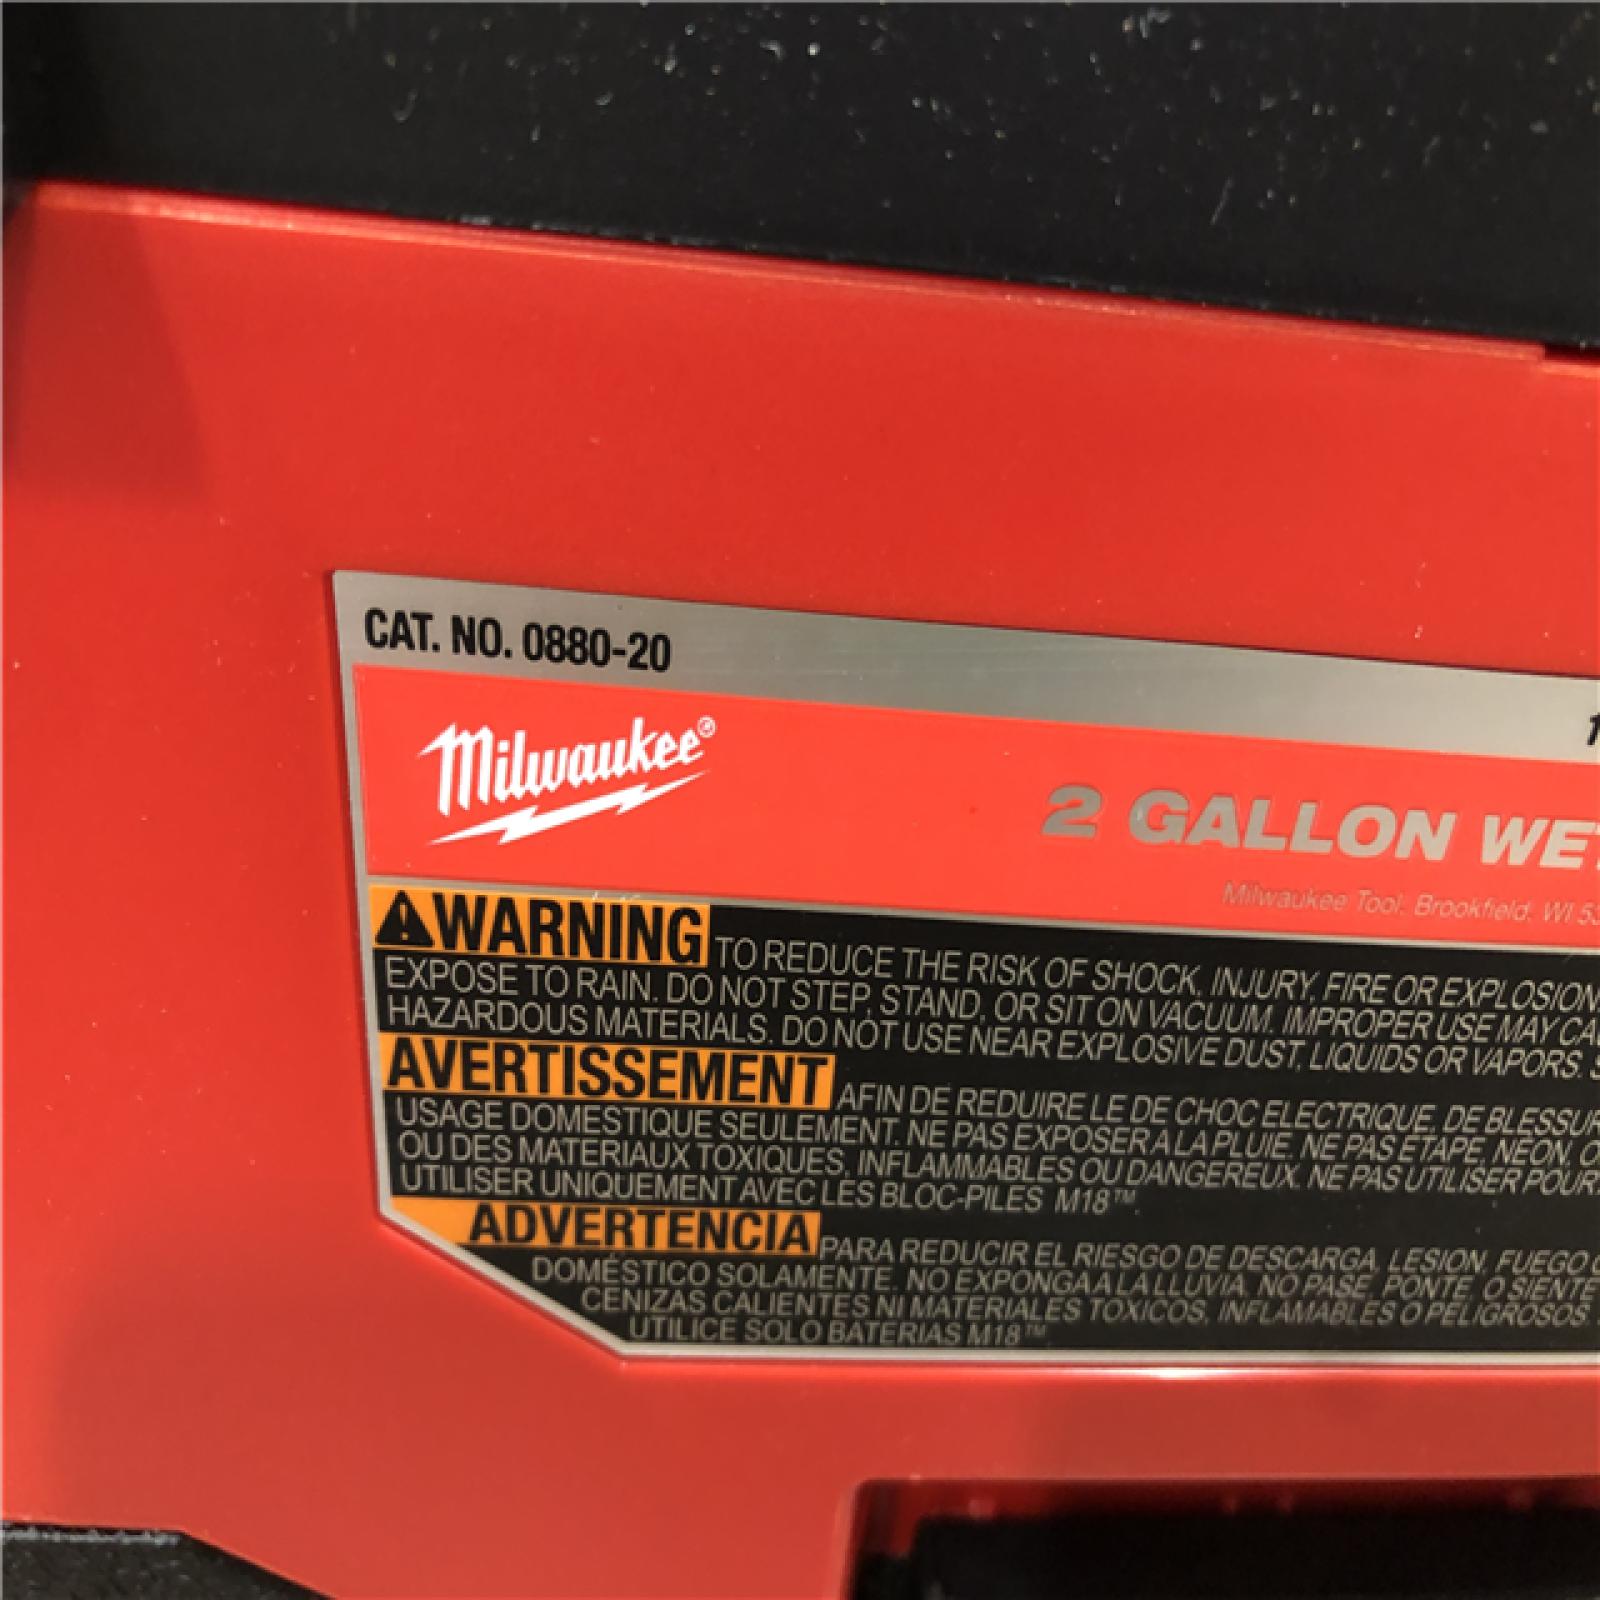 CAT. NO. 0880-20
Milwaukee®
2 GALLON WET
Milwaukee Tool, Brookfield, WI 53
WARNING TO REDUCE THE RISK OF SHOCK, INJURY, FIRE OR EXPLOSION
EXPOSE TO RAIN. DO NOT STEP, STAND, OR SIT ON VACUUM. IMPROPER USE MAY CA
HAZARDOUS MATERIALS. DO NOT USE NEAR EXPLOSIVE DUST, LIQUIDS OR VAPORS. S
AVERTISSEMENT AFIN DE REDUIRE LE DE CHOC ELECTRIQUE, DE BLESSUR
USAGE DOMESTIQUE SEULEMENT. NE PAS EXPOSER A LA PLUIE. NE PAS ETAPE, NEON, O
OU DES MATERIAUX TOXIQUES, INFLAMMABLES OU DANGEREUX. NE PAS UTILISER POUR
UTILISER UNIQUEMENT AVEC LES BLOC-PILES M18™.
ADVERTENCIA PARA REDUCIR EL RIESGO DE DESCARGA, LESION, FUEGO O
DOMÉSTICO SOLAMENTE. NO EXPONGA A LA LLUVIA. NO PASE, PONTE, O SIENTE
CENIZAS CALIENTES NI MATERIALES TOXICOS, INFLAMABLES O PELIGROSOS.
UTILICE SOLO BATERIAS M18™